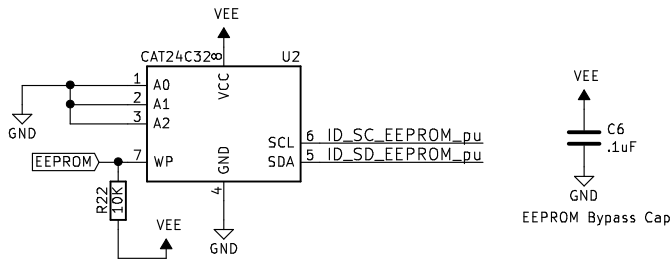 VEE
CAT24C32 8 U2
1 A0
VCC
2 A1
3 A2
GND
SCL 6 ID_SC_EEPROM_pu
EEPROM 7 WP
GND
SDA 5 ID_SD_EEPROM_pu
4
R22
10K
VEE
GND
VEE
C6
.1uF
GND
EEPROM Bypass Cap